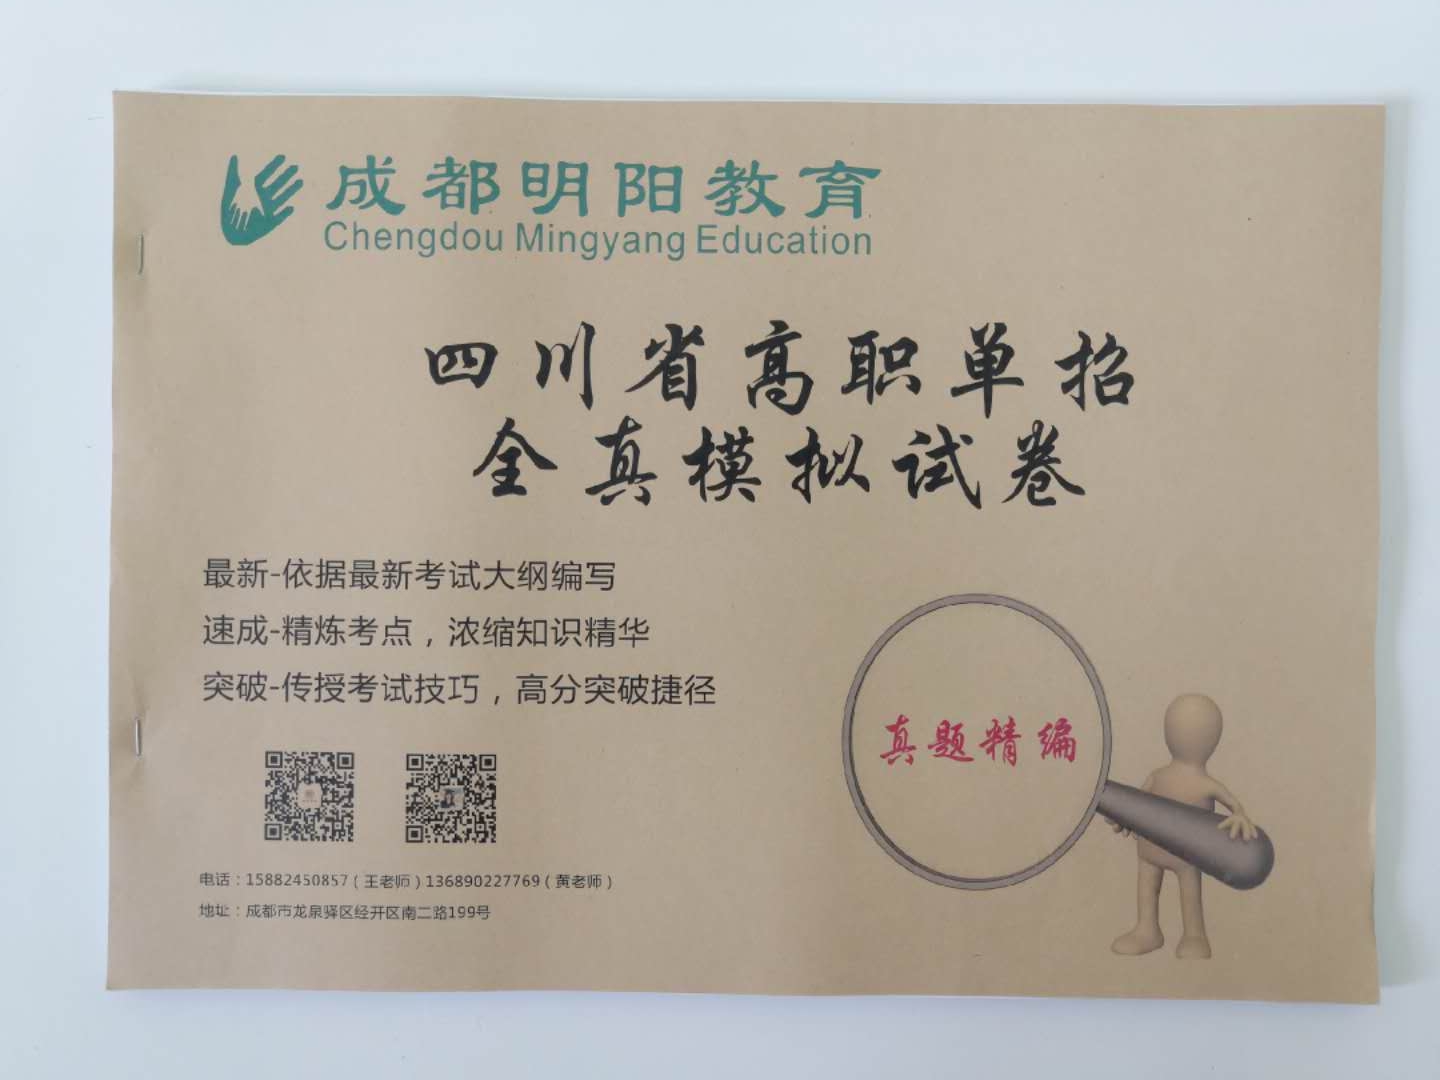 成都明阳教育
Chengdou Mingyang Education
四川省高职单招
全真模拟试卷
最新-依据最新考试大纲编写
速成-精炼考点，浓缩知识精华
突破-传授考试技巧，高分突破捷径
真题精编
电话：15882450857（王老师）136890227769（黄老师）
地址：成都市龙泉驿区经开区南二路199号